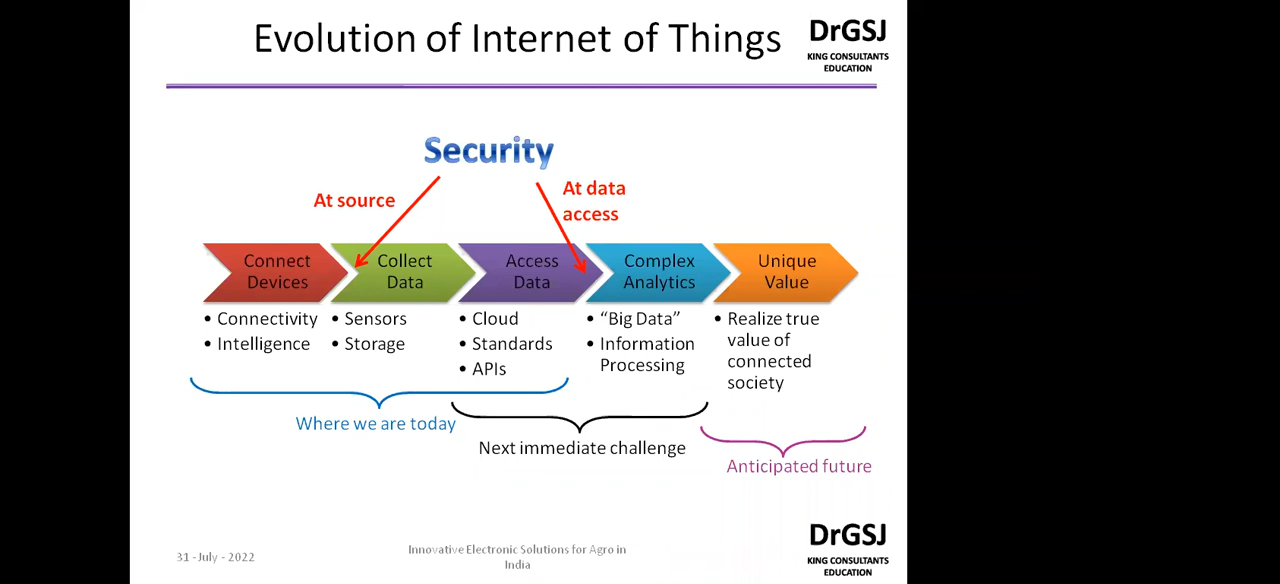 Evolution of Internet of Things
DrGSJ
KING CONSULTANTS
EDUCATION
Security
At source
At data
access
Connect
Devices
Collect
Data
Access
Data
Complex
Analytics
Unique
Value
• Connectivity
• Intelligence
• Sensors
• Storage
• Cloud
• Standards
• APIs
• “Big Data”
• Information
Processing
• Realize true
value of
connected
society
Where we are today
Next immediate challenge
Anticipated future
31 -July - 2022
Innovative Electronic Solutions for Agro in
India
DrGSJ
KING CONSULTANTS
EDUCATION